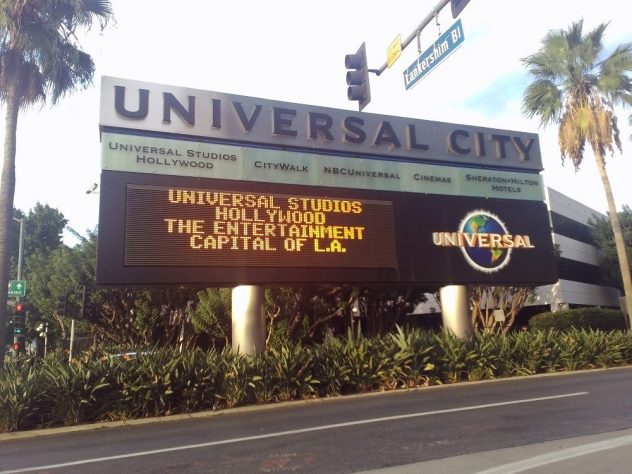 Lankershim Bl
UNIVERSAL CITY
UNIVERSAL STUDIOS
HOLLYWOOD
CITYWALK
NBCUNIVERSAL
CINEMAS
SHERATON•HILTON
HOTELS
UNIVERSAL STUDIOS
HOLLYWOOD
THE ENTERTAINMENT
CAPITAL OF L.A.
UNIVERSAL